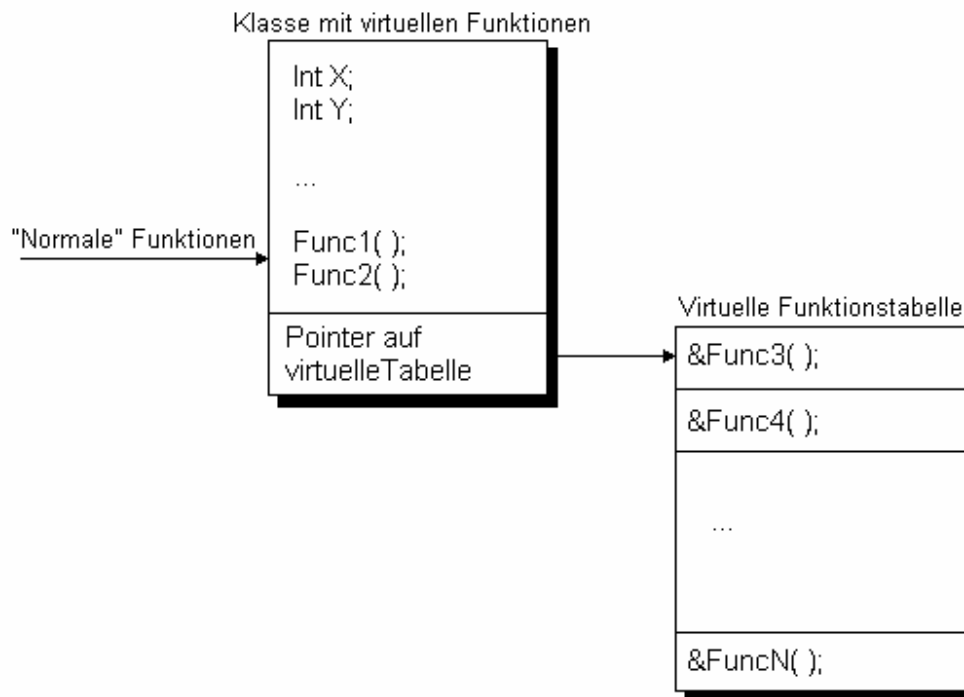 Klasse mit virtuellen Funktionen
Int X;
Int Y;
...
"Normale" Funktionen
Func1( );
Func2( );
Pointer auf
virtuelleTabelle
Virtuelle Funktionstabelle
&Func3( );
&Func4( );
...
&FuncN( );